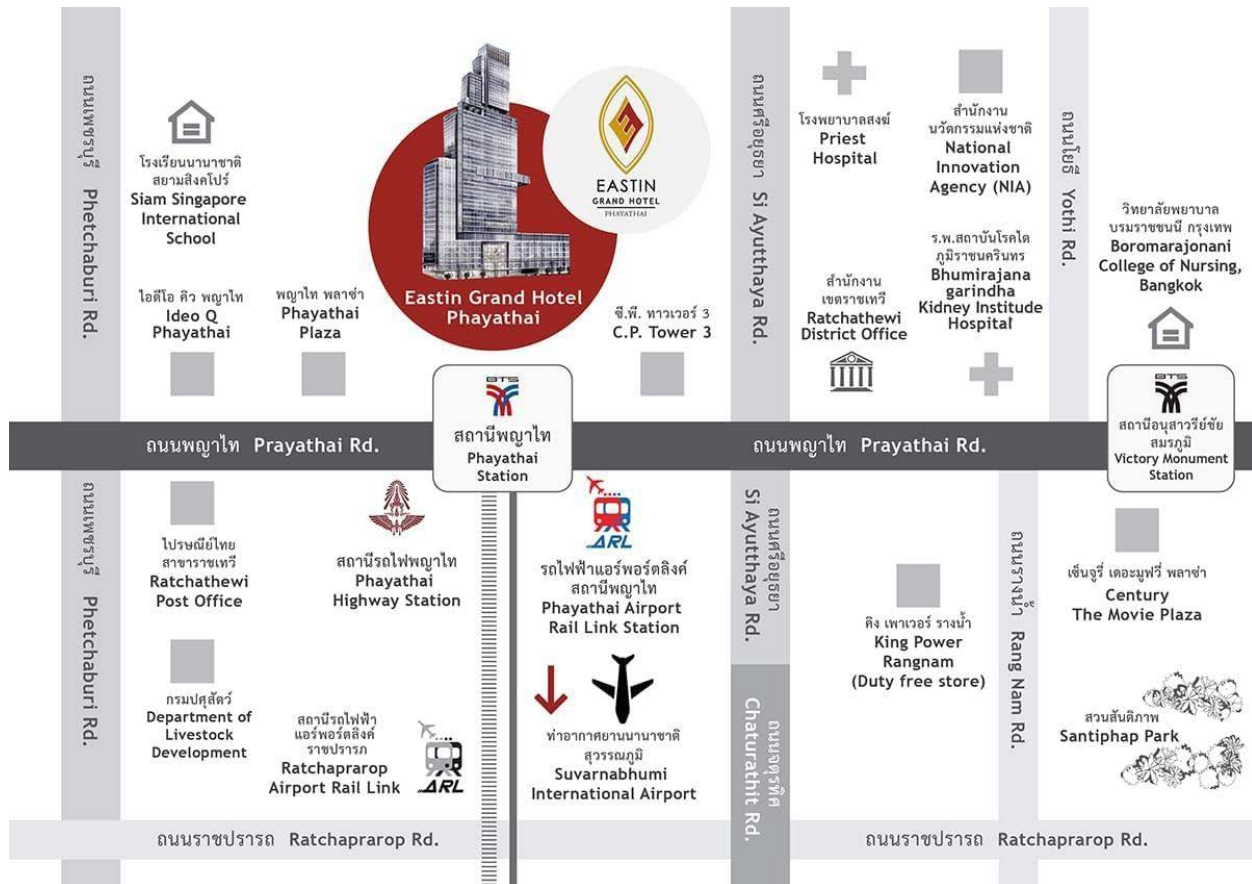 ถนนเพชรบุรี Phetchaburi Rd.
โรงเรียนนานาชาติ
สยามสิงคโปร์
Siam Singapore
International
School
ไอดีโอ คิว พญาไท
Ideo Q
Phayathai
พญาไท พลาซ่า
Phayathai
Plaza
Eastin Grand Hotel
Phayathai
EASTIN
GRAND HOTEL
PHAYATHAI
ซี.พี. ทาวเวอร์ 3
C.P. Tower 3
ถนนศรีอยุธยา Si Ayutthaya Rd.
โรงพยาบาลสงฆ์
Priest
Hospital
สำนักงาน
นวัตกรรมแห่งชาติ
National
Innovation
Agency (NIA)
สำนักงาน
เขตราชเทวี
Ratchathewi
District Office
ร.พ.สถาบันโรคไต
ภูมิราชนครินทร
Bhumirajana
garindha
Kidney Institude
Hospital
ถนนโยธี Yothi Rd.
วิทยาลัยพยาบาล
บรมราชชนนี กรุงเทพ
Boromarajonani
College of Nursing,
Bangkok
ถนนพญาไท Prayathai Rd.
BTS
สถานีพญาไท
Phayathai
Station
ถนนพญาไท Prayathai Rd.
BTS
สถานีอนุสาวรีย์ชัย
สมรภูมิ
Victory Monument
Station
ถนนเพชรบุรี Phetchaburi Rd.
ไปรษณีย์ไทย
สาขาราชเทวี
Ratchathewi
Post Office
กรมปศุสัตว์
Department of
Livestock
Development
สถานีรถไฟพญาไท
Phayathai
Highway Station
สถานีรถไฟฟ้า
แอร์พอร์ตลิงค์
ราชปรารภ
Ratchaprarop
Airport Rail Link
ARL
ARL
รถไฟฟ้าแอร์พอร์ตลิงค์
สถานีพญาไท
Phayathai Airport
Rail Link Station
ท่าอากาศยานนานาชาติ
สุวรรณภูมิ
Suvarnabhumi
International Airport
ถนนศรีอยุธยา Si Ayutthaya Rd.
ถนนจตุรทิศ Chaturathit Rd.
คิง เพาเวอร์ รางน้ำ
King Power
Rangnam
(Duty free store)
ถนนรางน้ำ Rang Nam Rd.
เซ็นจูรี่ เดอะมูฟวี่ พลาซ่า
Century
The Movie Plaza
สวนสันติภาพ
Santiphap Park
ถนนราชปรารถ Ratchaprarop Rd.
ถนนราชปรารถ Ratchaprarop Rd.